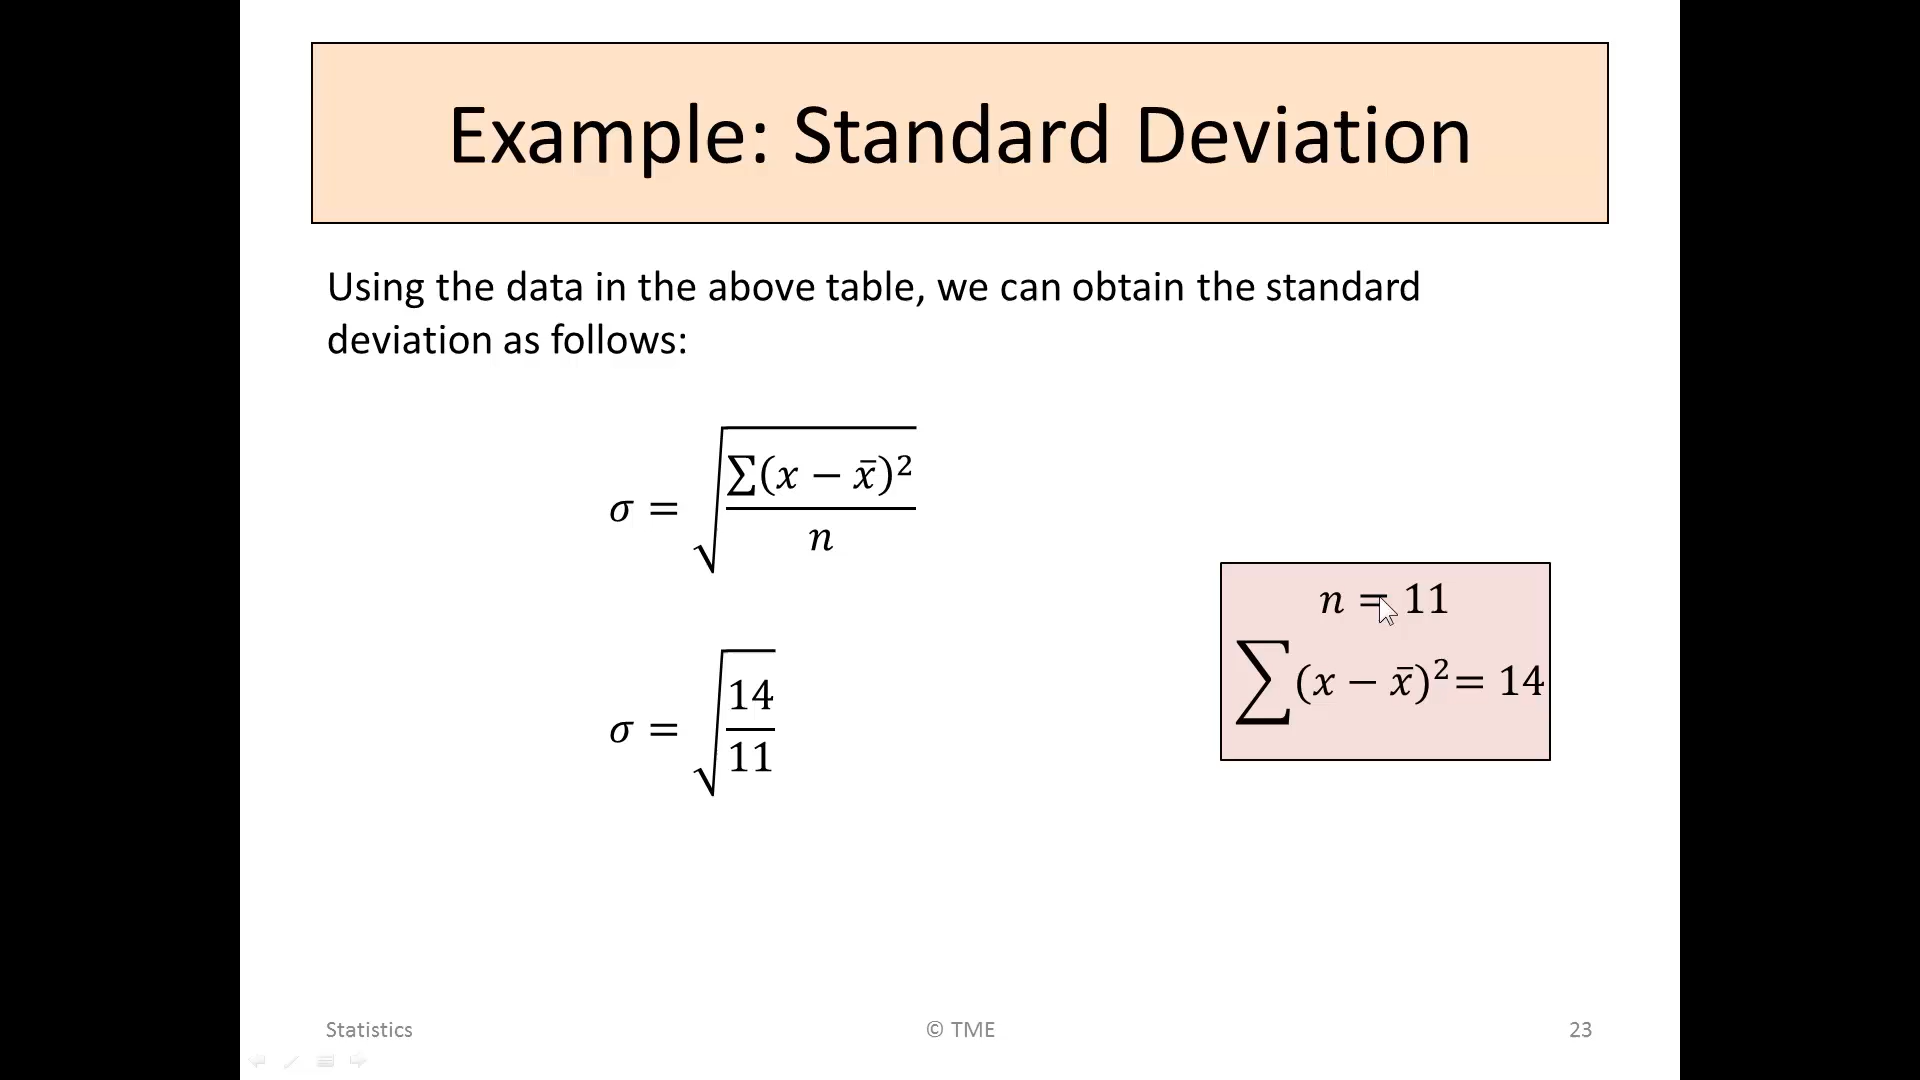 Example: Standard Deviation
Using the data in the above table, we can obtain the standard
deviation as follows:
σ = √(∑(x − x̄)² / n)
n = 11
∑(x − x̄)² = 14
σ = √(14 / 11)
Statistics
© TME
23